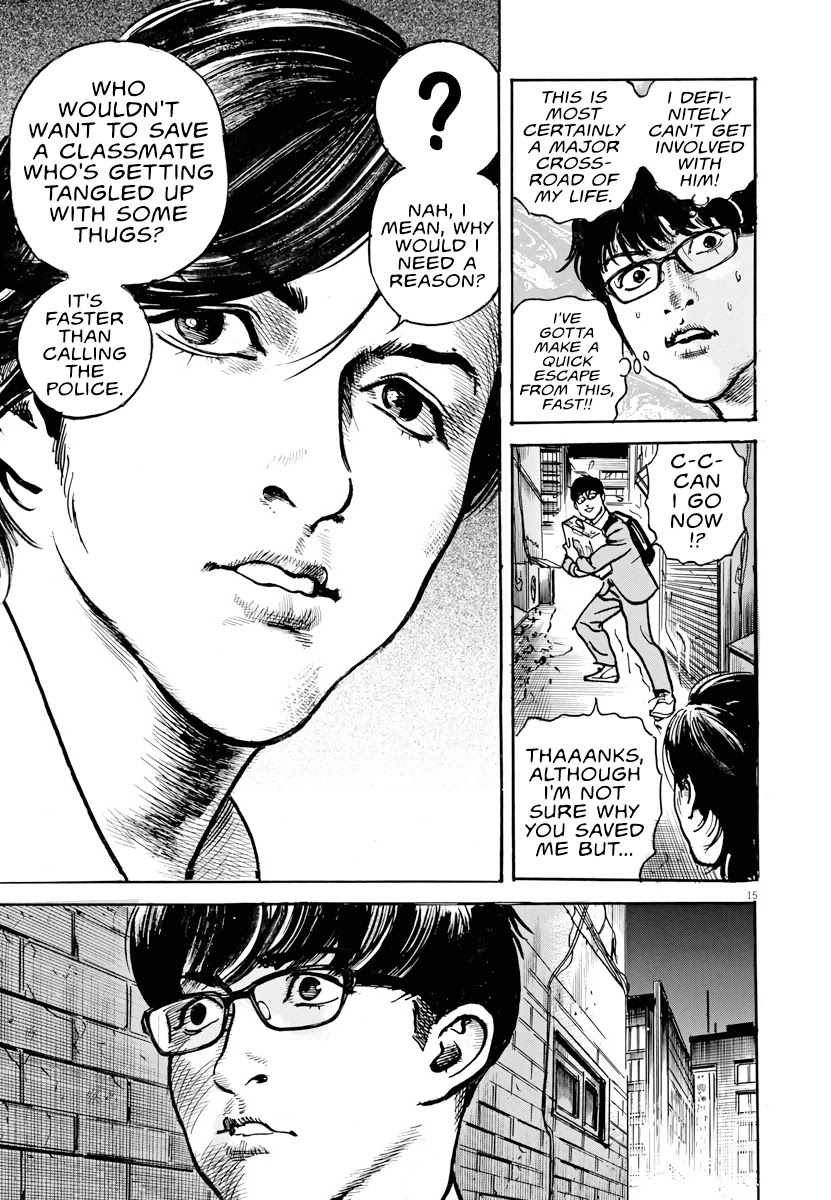 I DEFI-
NITELY
CAN'T GET
INVOLVED
WITH
HIM!
THIS IS
MOST
CERTAINLY
A MAJOR
CROSS-
ROAD OF
MY LIFE.
I'VE
GOTTA
MAKE A
QUICK
ESCAPE
FROM THIS,
FAST!!
C-C-
CAN
I GO
NOW
!?
THAAANKS,
ALTHOUGH
I'M NOT
SURE WHY
YOU SAVED
ME BUT...
?
NAH, I
MEAN, WHY
WOULD I
NEED A
REASON?
WHO
WOULDN'T
WANT TO SAVE
A CLASSMATE
WHO'S GETTING
TANGLED UP
WITH SOME
THUGS?
IT'S
FASTER
THAN
CALLING
THE
POLICE.
15